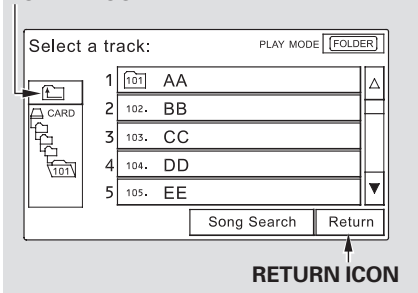 Select a track: PLAY MODE FOLDER
1 101 AA
2 102. BB
CARD
3 103. CC
4 104. DD
101
5 105. EE
Song Search Return
RETURN ICON